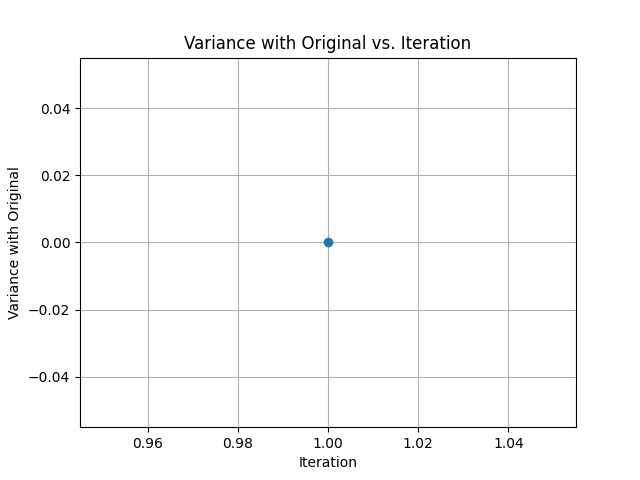 Variance with Original vs. Iteration
Variance with Original
0.04
0.02
0.00
−0.02
−0.04
0.96 0.98 1.00 1.02 1.04
Iteration